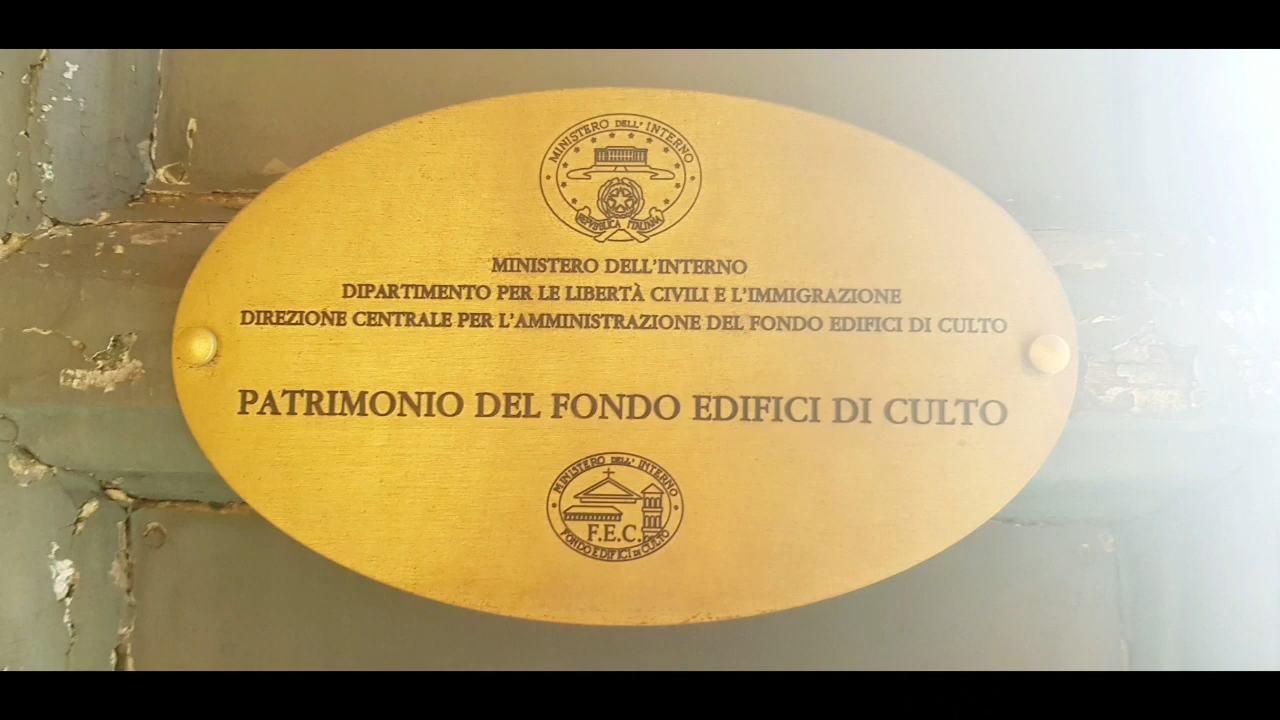 MINISTERO DELL' INTERNO
REPVBBLICA ITALIANA
MINISTERO DELL'INTERNO
DIPARTIMENTO PER LE LIBERTÀ CIVILI E L'IMMIGRAZIONE
DIREZIONE CENTRALE PER L'AMMINISTRAZIONE DEL FONDO EDIFICI DI CULTO
PATRIMONIO DEL FONDO EDIFICI DI CULTO
MINISTERO DELL' INTERNO
F.E.C.
FONDO EDIFICI DI CULTO